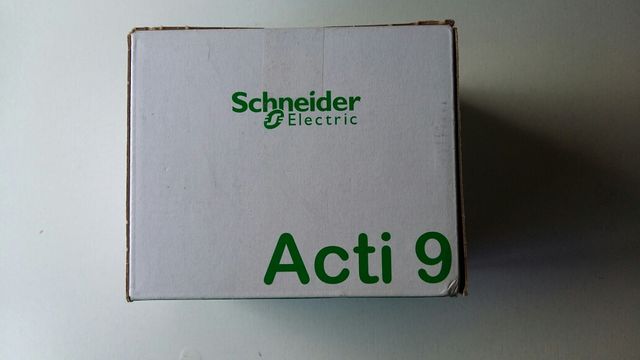 Schneider
Electric
Acti 9